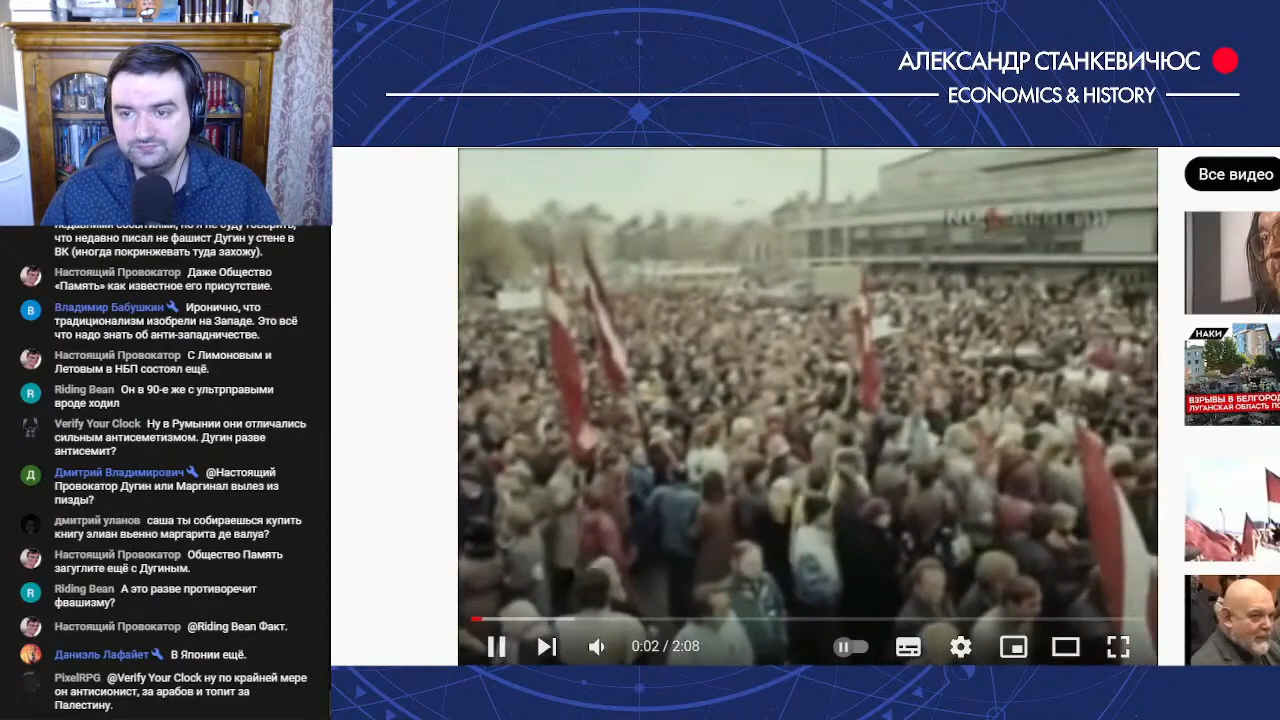 АЛЕКСАНДР СТАНКЕВИЧЮС
ECONOMICS & HISTORY
что недавно писал не фашист Дугин у стене в
ВК (иногда покринжевать туда захожу).
Настоящий Провокатор Даже Общество
«Память» как известное его присутствие.
В
Владимир Бабушкин Иронично, что
традиционализм изобрели на Западе. Это всё
что надо знать об анти-западничестве.
Настоящий Провокатор С Лимоновым и
Летовым в НБП состоял ещё.
R
Riding Bean Он в 90-е же с ультрправыми
вроде ходил
Verify Your Clock Ну в Румынии они отличались
сильным антисеметизмом. Дугин разве
антисемит?
Д
Дмитрий Владимирович @Настоящий
Провокатор Дугин или Маргинал вылез из
пизды?
дмитрий уланов саша ты собираешься купить
книгу элиан вьенно маргарита де валуа?
Настоящий Провокатор Общество Память
загуглите ещё с Дугиным.
R
Riding Bean А это разве противоречит
фвашизму?
Настоящий Провокатор @Riding Bean Факт.
Даниэль Лафайет В Японии ещё.
PixelRPG @Verify Your Clock ну по крайней мере
он антисионист, за арабов и топит за
Палестину.
0:02 / 2:08
Все видео
НАКИ
ВЗРЫВЫ В БЕЛГОРОД
ЛУГАНСКАЯ ОБЛАСТЬ ПО